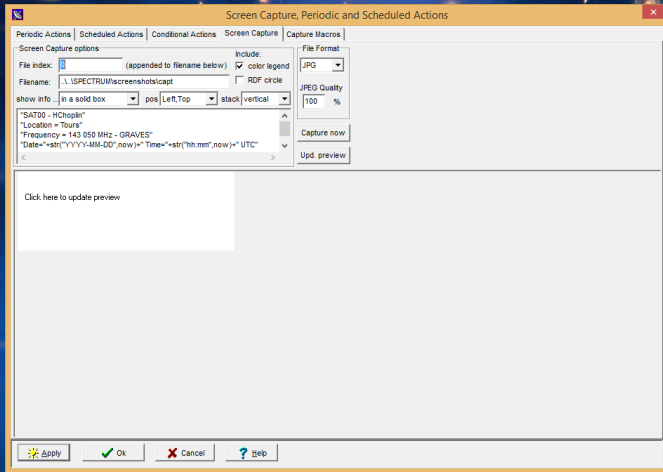 Screen Capture, Periodic and Scheduled Actions
Periodic Actions Scheduled Actions Conditional Actions Screen Capture Capture Macros
Screen Capture options
Include:
File Format
File index: 0 (appended to filename below) color legend
JPG
Filename: ..\..\SPECTRUM\screenshots\capt RDF circle
JPEG Quality
show info ... in a solid box pos Left,Top stack vertical
100 %
"SAT00 - HChoplin"
"Location = Tours"
"Frequency = 143 050 MHz - GRAVES"
"Date="+str("YYYY-MM-DD",now)+" Time="+str("hh:mm",now)+" UTC"
Capture now
Upd. preview
Click here to update preview
Apply Ok Cancel Help